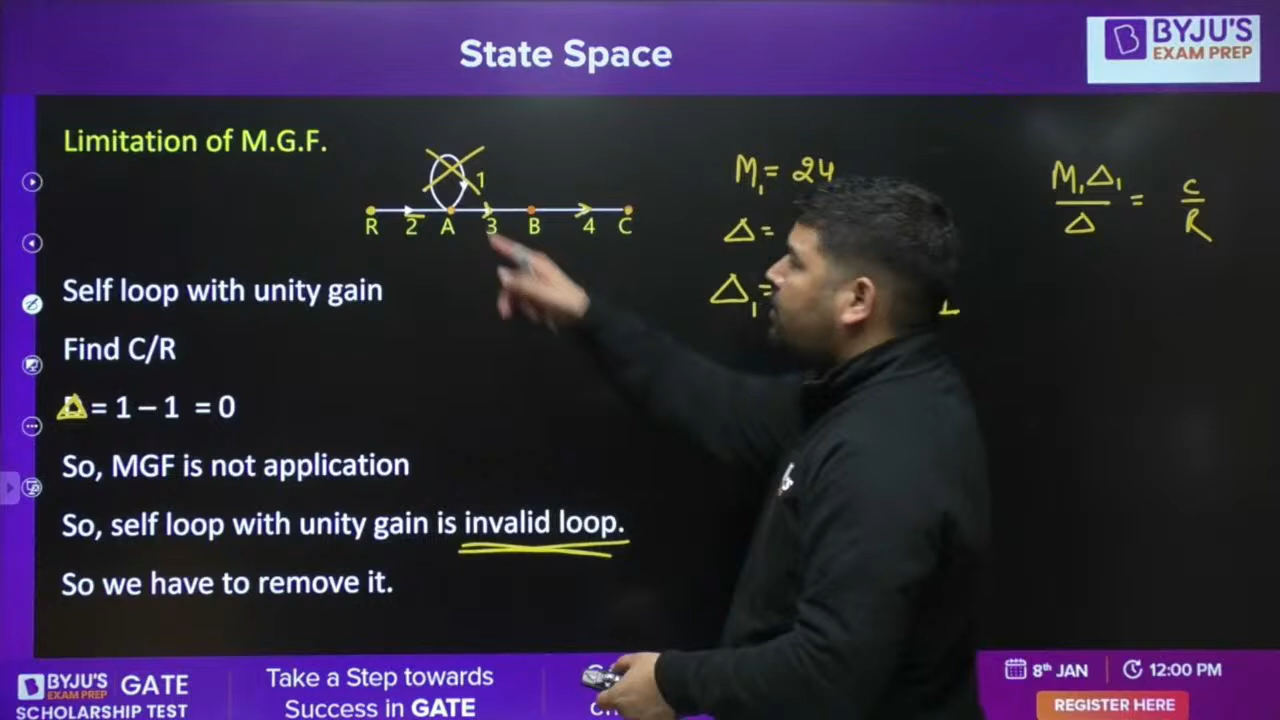 State Space
BYJU'S
EXAM PREP
Limitation of M.G.F.
1
R 2 A 3 B 4 C
M₁ = 24
Δ =
Δ₁ =
M₁Δ₁ / Δ = C / R
Self loop with unity gain
Find C/R
Δ = 1 – 1 = 0
So, MGF is not application
So, self loop with unity gain is invalid loop.
So we have to remove it.
BYJU'S
EXAM PREP
GATE
SCHOLARSHIP TEST
Take a Step towards
Success in GATE
8th JAN
12:00 PM
REGISTER HERE